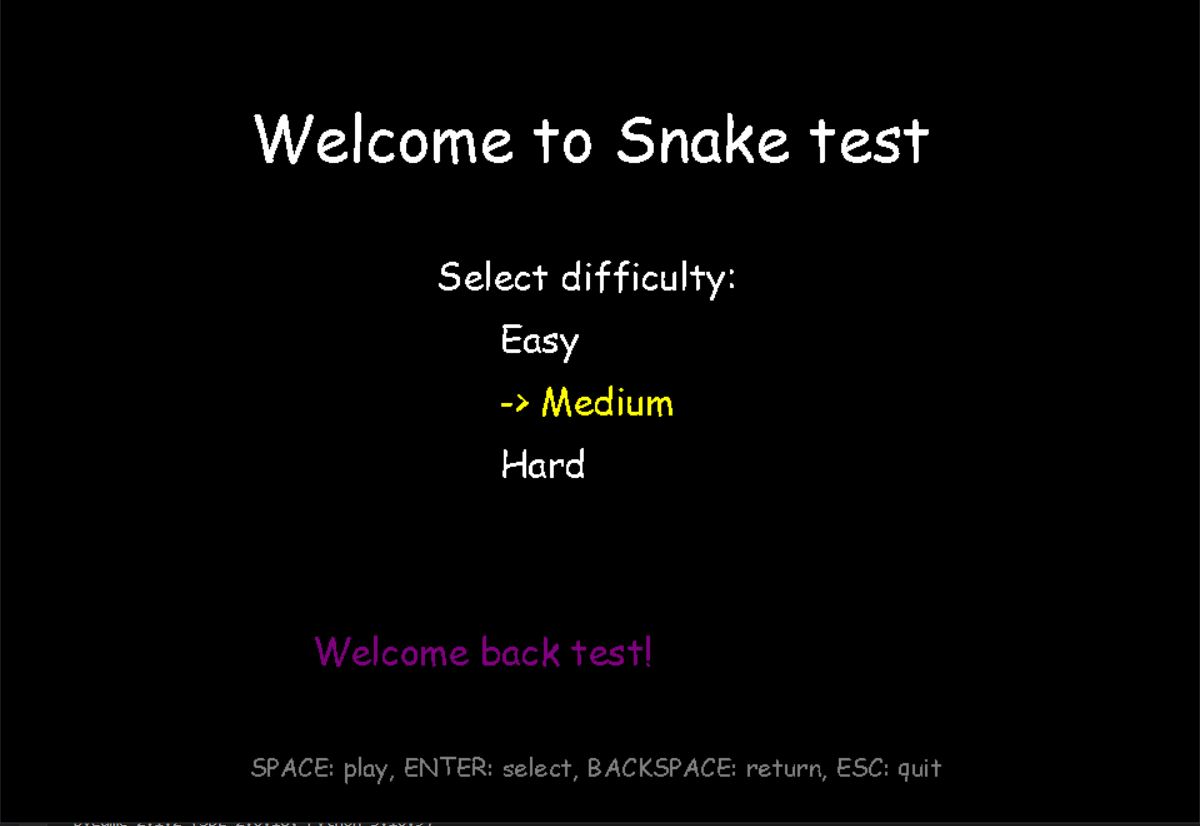 Welcome to Snake test
Select difficulty:
Easy
-> Medium
Hard
Welcome back test!
SPACE: play, ENTER: select, BACKSPACE: return, ESC: quit